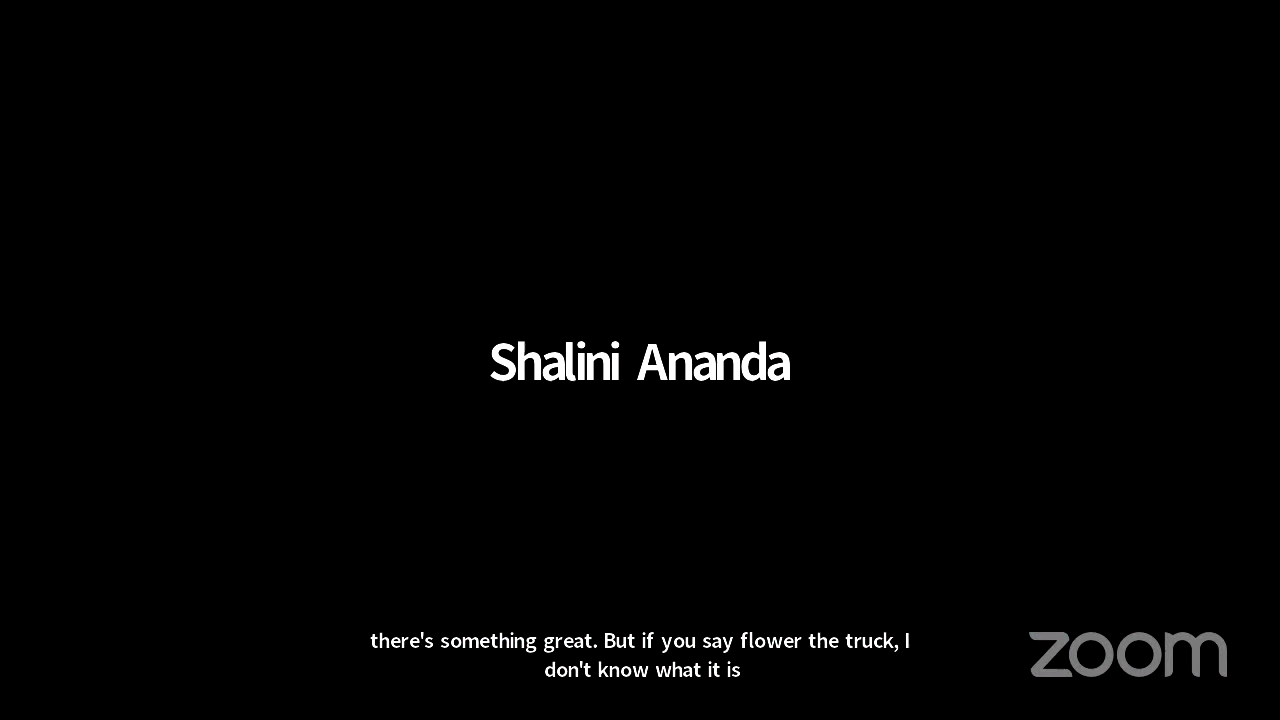 Shalini Ananda
there's something great. But if you say flower the truck, I
don't know what it is
zoom